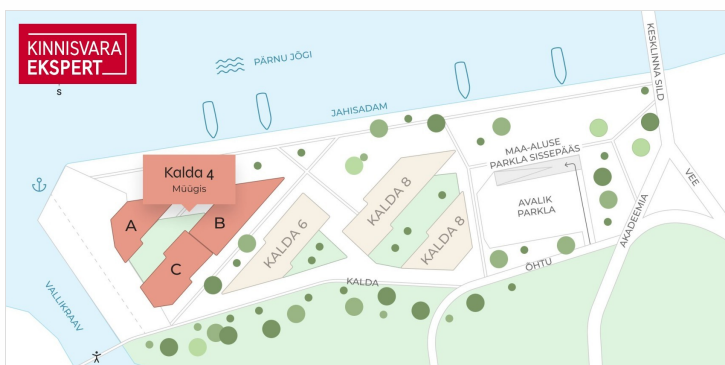 KINNISVARA
EKSPERT
S
PÄRNU JÕGI
KESKLINNA SILD
JAHISADAM
MAA-ALUSE
PARKLA SISSEPÄÄS
Kalda 4
Müügis
KALDA 8
VEE
A
B
AVALIK
PARKLA
AKADEEMIA
KALDA 6
KALDA 8
C
ÕHTU
KALDA
VALLIKRAAV